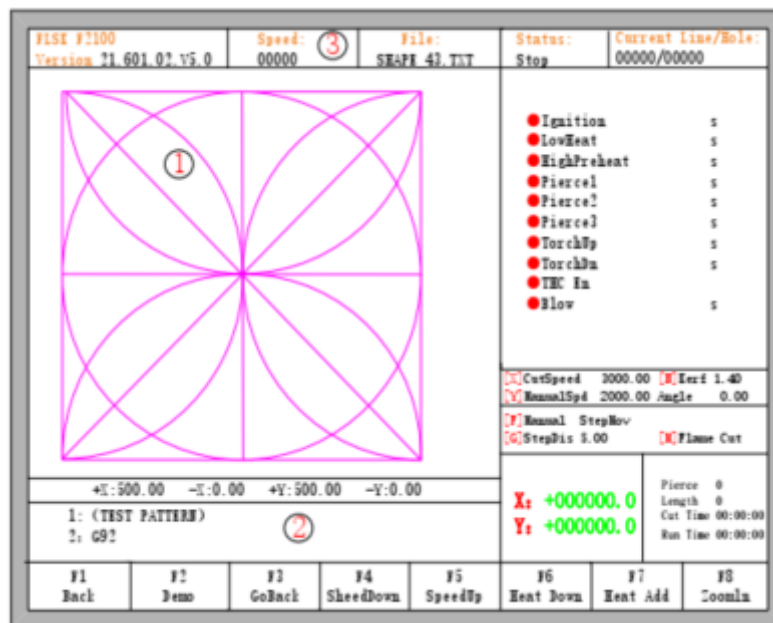 FLSK F2100
Version 21.601.02.V5.0
Speed:
00000
3
File:
SHAPE 43.TXT
Status:
Stop
Current Line/Hole:
00000/00000
1
Ignition s
LowHeat s
HighPreheat s
Pierce1 s
Pierce2 s
Pierce3 s
TorchUp s
TorchDn s
THC En
Blow s
[X]CutSpeed 3000.00 [N]Kerf 1.40
[Y]ManualSpd 2000.00 Angle 0.00
[F]Manual StepMov
[G]StepDis 5.00 [M]Flame Cut
+X:500.00 -X:0.00 +Y:500.00 -Y:0.00
1: (TEST PATTERN)
2: G92
2
X: +000000.0
Y: +000000.0
Pierce 0
Length 0
Cut Time 00:00:00
Run Time 00:00:00
F1 Back
F2 Demo
F3 GoBack
F4 SheedDown
F5 SpeedUp
F6 Heat Down
F7 Heat Add
F8 ZoomIn